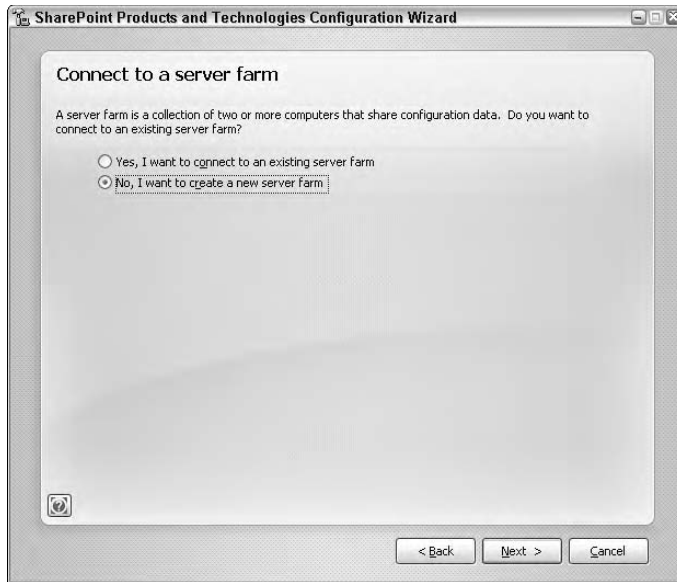 SharePoint Products and Technologies Configuration Wizard
Connect to a server farm
A server farm is a collection of two or more computers that share configuration data. Do you want to
connect to an existing server farm?
Yes, I want to connect to an existing server farm
No, I want to create a new server farm
< Back
Next >
Cancel